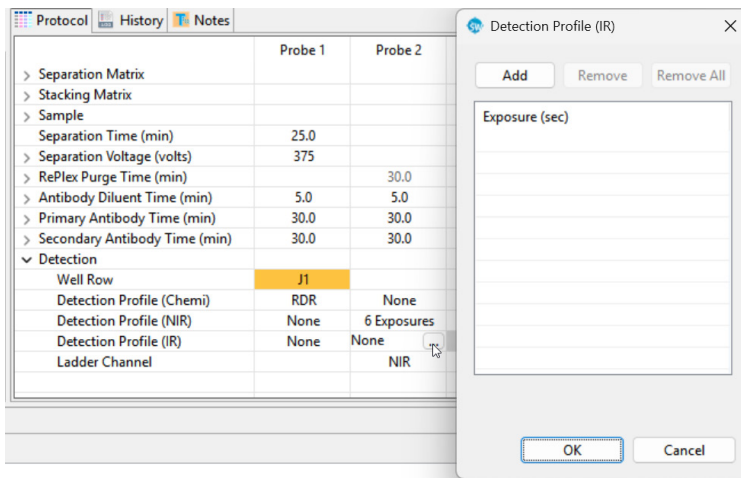 Protocol History Notes
Probe 1 Probe 2
Separation Matrix
Stacking Matrix
Sample
Separation Time (min) 25.0
Separation Voltage (volts) 375
RePlex Purge Time (min) 30.0
Antibody Diluent Time (min) 5.0 5.0
Primary Antibody Time (min) 30.0 30.0
Secondary Antibody Time (min) 30.0 30.0
Detection
Well Row J1
Detection Profile (Chemi) RDR None
Detection Profile (NIR) None 6 Exposures
Detection Profile (IR) None None ...
Ladder Channel NIR
SW Detection Profile (IR)
Add Remove Remove All
Exposure (sec)
OK Cancel